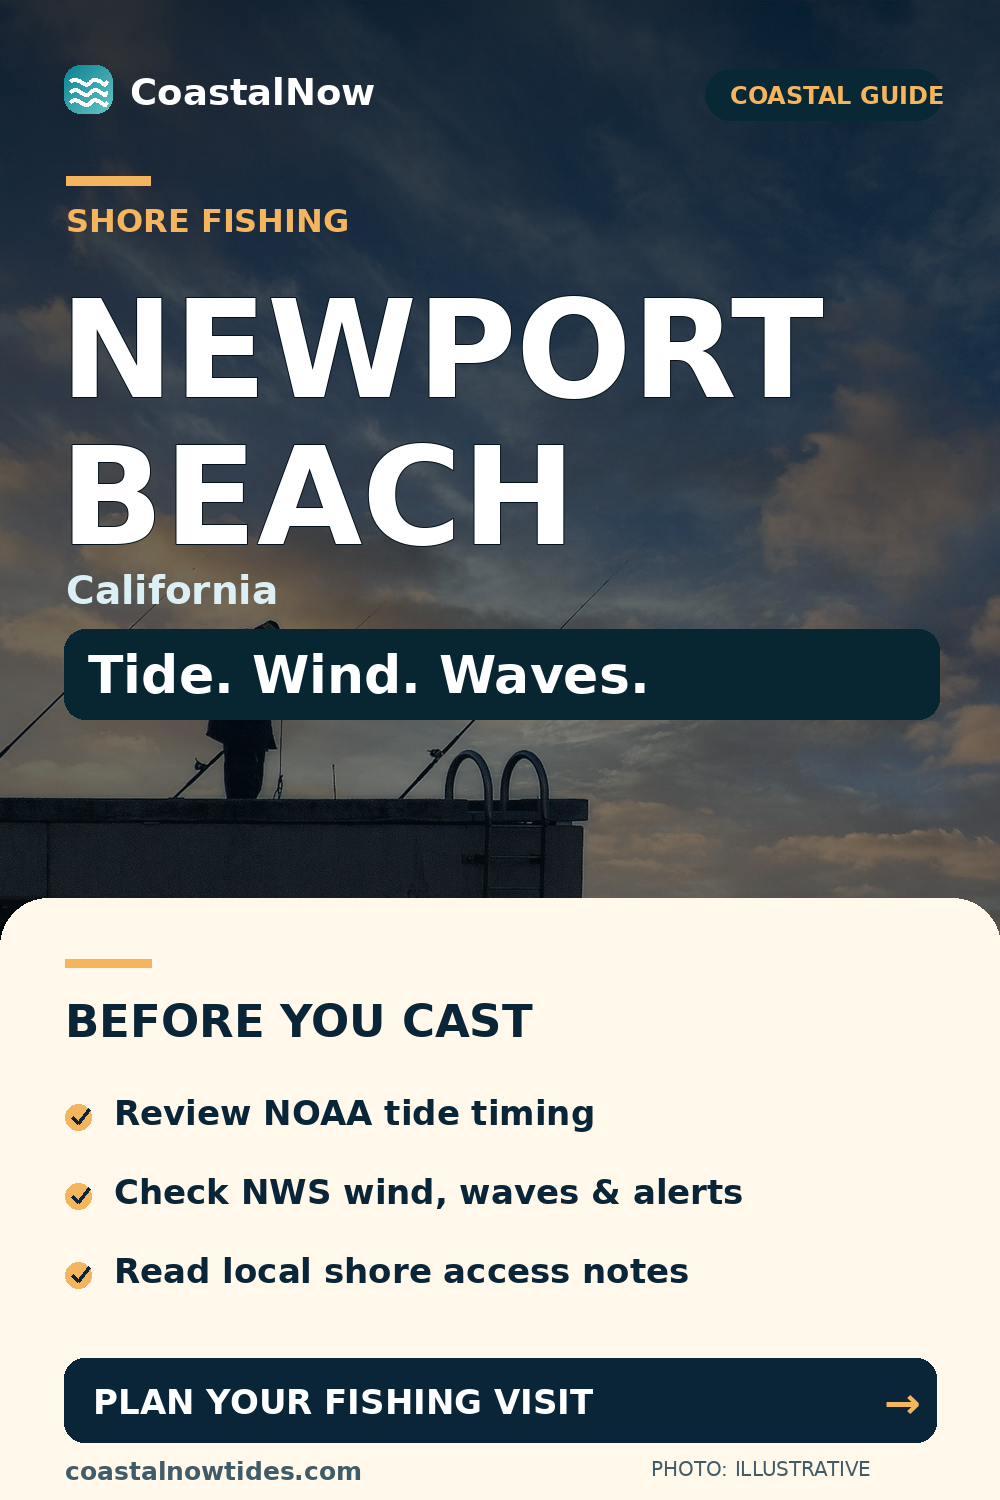 CoastalNow
COASTAL GUIDE
SHORE FISHING
NEWPORT
BEACH
California
Tide. Wind. Waves.
BEFORE YOU CAST
Review NOAA tide timing
Check NWS wind, waves & alerts
Read local shore access notes
PLAN YOUR FISHING VISIT →
coastalnowtides.com
PHOTO: ILLUSTRATIVE